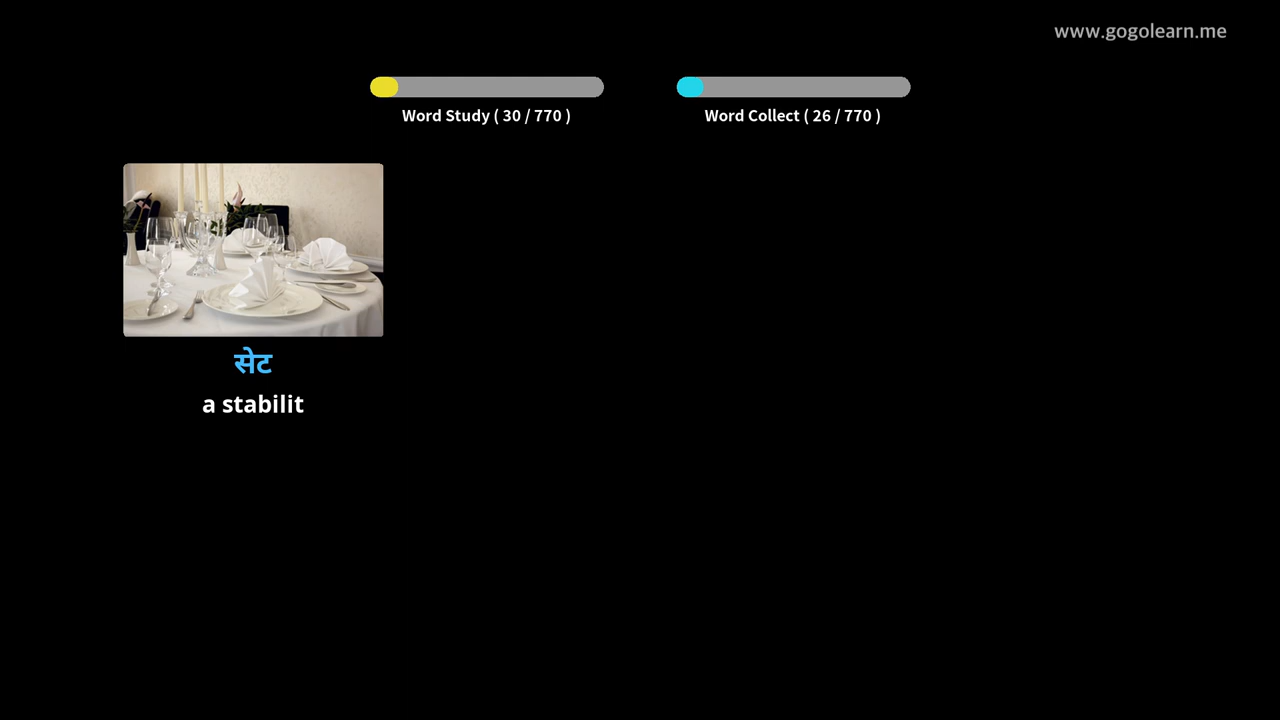 www.gogolearn.me
Word Study ( 30 / 770 )
Word Collect ( 26 / 770 )
सेट
a stabilit